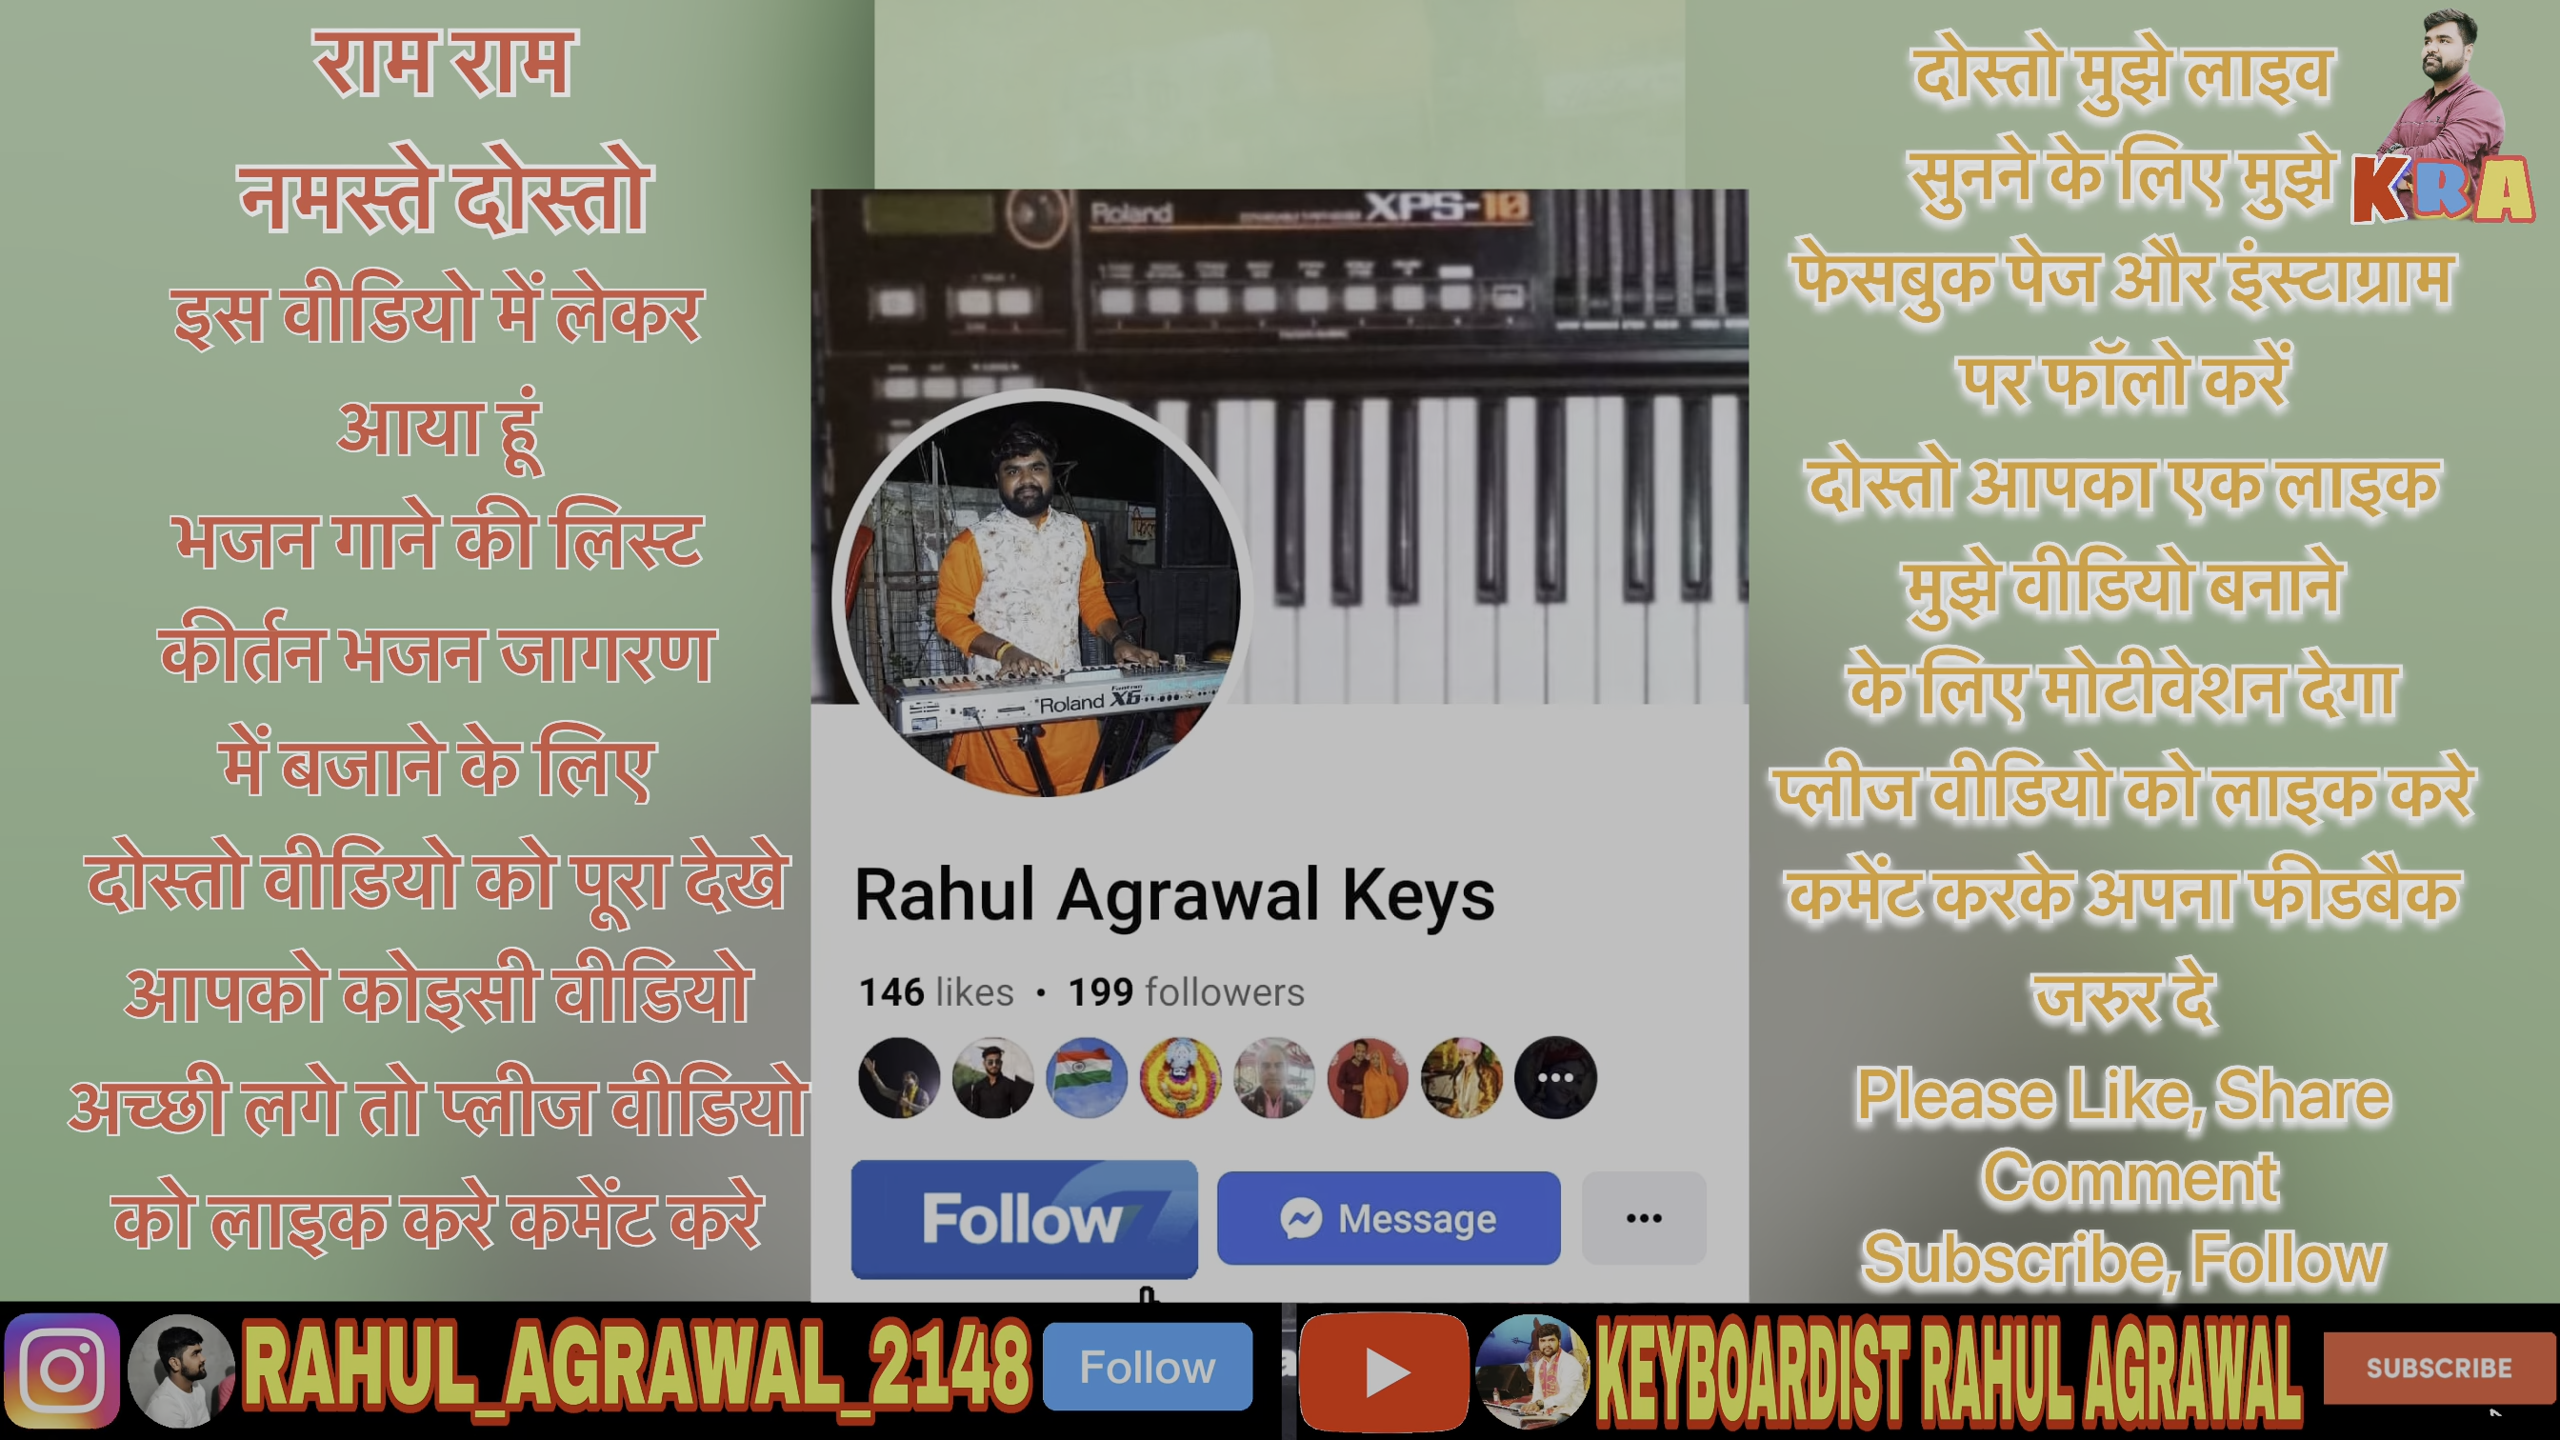 राम राम
नमस्ते दोस्तो
इस वीडियो में लेकर
आया हूं
भजन गाने की लिस्ट
कीर्तन भजन जागरण
में बजाने के लिए
दोस्तो वीडियो को पूरा देखे
आपको कोइसी वीडियो
अच्छी लगे तो प्लीज वीडियो
को लाइक करे कमेंट करे
Roland XPS-10
Roland X6
Rahul Agrawal Keys
146 likes • 199 followers
Follow
Message
दोस्तो मुझे लाइव
सुनने के लिए मुझे
KRA
फेसबुक पेज और इंस्टाग्राम
पर फॉलो करें
दोस्तो आपका एक लाइक
मुझे वीडियो बनाने
के लिए मोटीवेशन देगा
प्लीज वीडियो को लाइक करे
कमेंट करके अपना फीडबैक
जरुर दे
Please Like, Share
Comment
Subscribe, Follow
RAHUL_AGRAWAL_2148
Follow
KEYBOARDIST RAHUL AGRAWAL
SUBSCRIBE